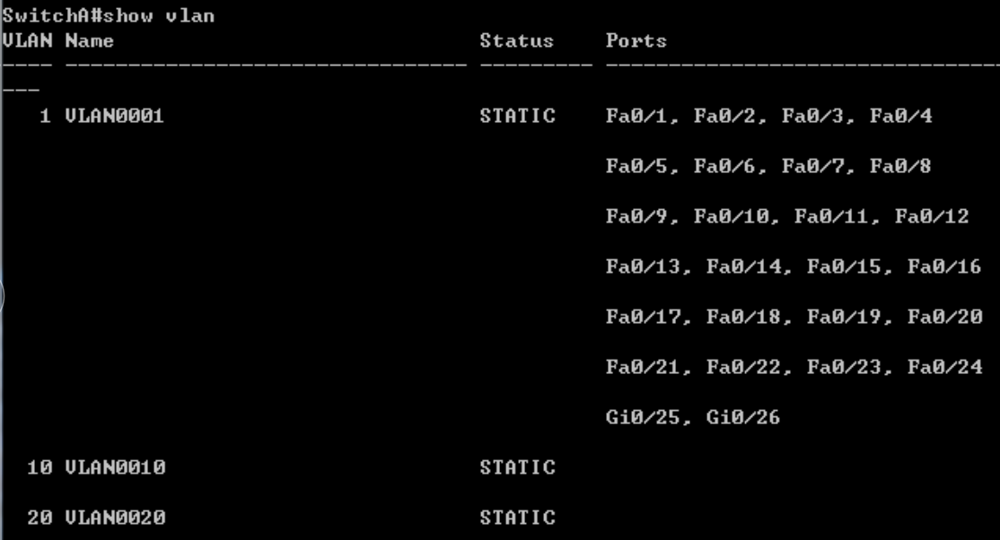 SwitchA#show vlan
VLAN Name                             Status    Ports
---- -------------------------------- --------- -------------------------------
---
   1 VLAN0001                         STATIC    Fa0/1, Fa0/2, Fa0/3, Fa0/4
                                                Fa0/5, Fa0/6, Fa0/7, Fa0/8
                                                Fa0/9, Fa0/10, Fa0/11, Fa0/12
                                                Fa0/13, Fa0/14, Fa0/15, Fa0/16
                                                Fa0/17, Fa0/18, Fa0/19, Fa0/20
                                                Fa0/21, Fa0/22, Fa0/23, Fa0/24
                                                Gi0/25, Gi0/26
  10 VLAN0010                         STATIC
  20 VLAN0020                         STATIC